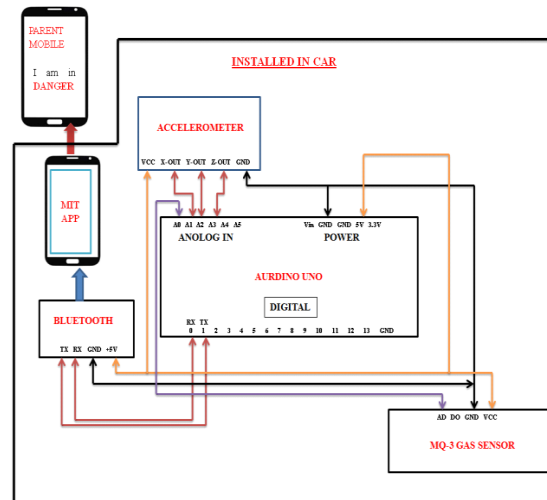 PARENT
MOBILE
I am in
DANGER
INSTALLED IN CAR
ACCELEROMETER
VCC X-OUT Y-OUT Z-OUT GND
MIT
APP
A0 A1 A2 A3 A4 A5
ANOLOG IN
Vin GND GND 5V 3.3V
POWER
AURDINO UNO
DIGITAL
RX TX
0 1 2 3 4 5 6 7 8 9 10 11 12 13 GND
BLUETOOTH
TX RX GND +5V
AD DO GND VCC
MQ-3 GAS SENSOR